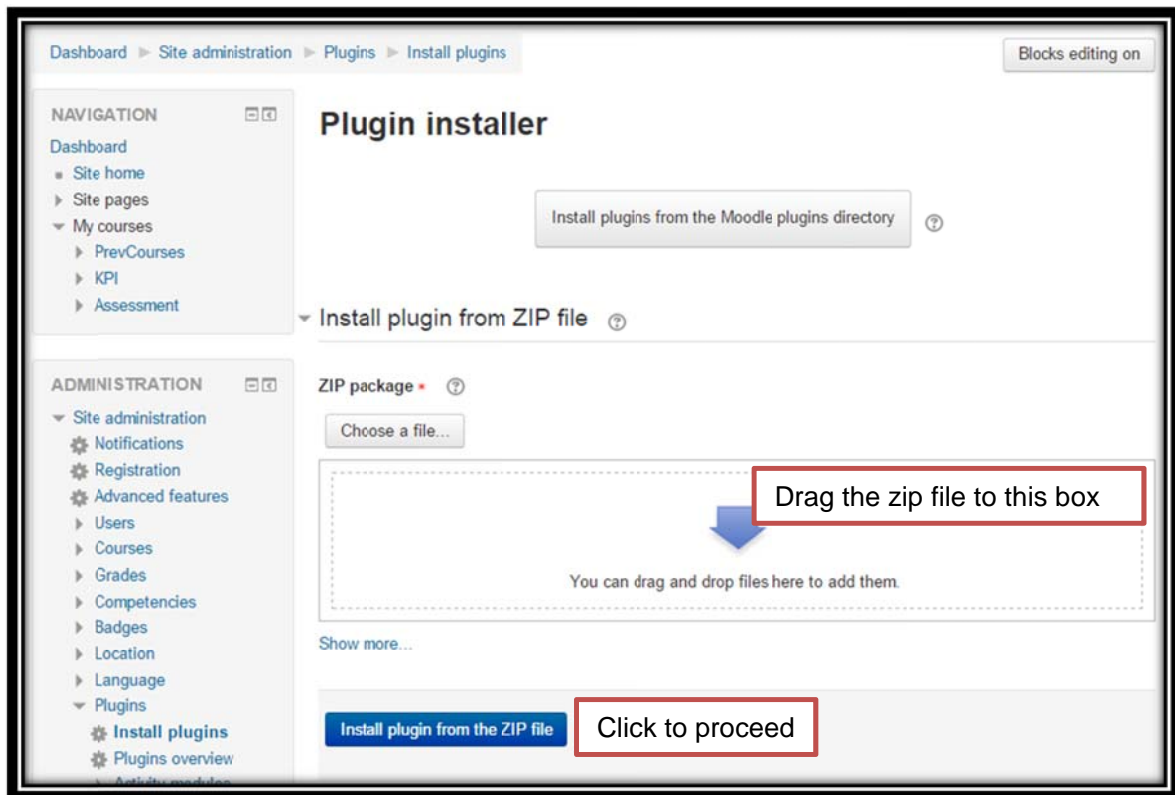 Dashboard Site administration Plugins Install plugins
Blocks editing on
NAVIGATION
Dashboard
Site home
Site pages
My courses
PrevCourses
KPI
Assessment
ADMINISTRATION
Site administration
Notifications
Registration
Advanced features
Users
Courses
Grades
Competencies
Badges
Location
Language
Plugins
Install plugins
Plugins overview
Activity modules
Plugin installer
Install plugins from the Moodle plugins directory
Install plugin from ZIP file
ZIP package
Choose a file...
Drag the zip file to this box
You can drag and drop files here to add them.
Show more...
Install plugin from the ZIP file
Click to proceed